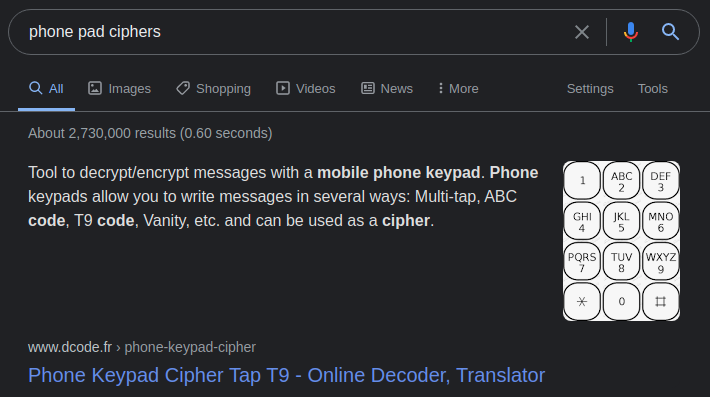 phone pad ciphers
All Images Shopping Videos News More Settings Tools
About 2,730,000 results (0.60 seconds)
Tool to decrypt/encrypt messages with a mobile phone keypad. Phone
keypads allow you to write messages in several ways: Multi-tap, ABC
code, T9 code, Vanity, etc. and can be used as a cipher.
1 ABC DEF
2 3
GHI JKL MNO
4 5 6
PQRS TUV WXYZ
7 8 9
* 0 #
www.dcode.fr › phone-keypad-cipher
Phone Keypad Cipher Tap T9 - Online Decoder, Translator